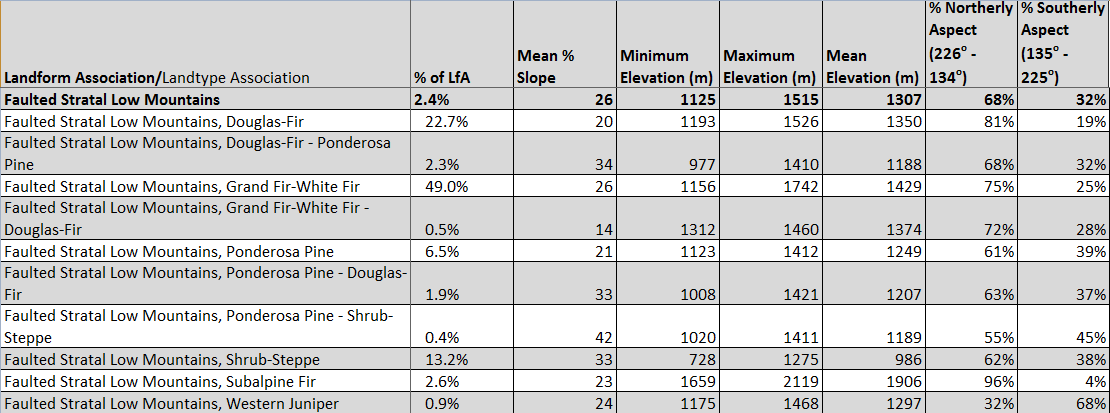 Landform Association/Landtype Association % of LfA Mean % Slope Minimum Elevation (m) Maximum Elevation (m) Mean Elevation (m) % Northerly Aspect (226° - 134°) % Southerly Aspect (135° - 225°)
Faulted Stratal Low Mountains 2.4% 26 1125 1515 1307 68% 32%
Faulted Stratal Low Mountains, Douglas-Fir 22.7% 20 1193 1526 1350 81% 19%
Faulted Stratal Low Mountains, Douglas-Fir - Ponderosa
Pine 2.3% 34 977 1410 1188 68% 32%
Faulted Stratal Low Mountains, Grand Fir-White Fir 49.0% 26 1156 1742 1429 75% 25%
Faulted Stratal Low Mountains, Grand Fir-White Fir -
Douglas-Fir 0.5% 14 1312 1460 1374 72% 28%
Faulted Stratal Low Mountains, Ponderosa Pine 6.5% 21 1123 1412 1249 61% 39%
Faulted Stratal Low Mountains, Ponderosa Pine - Douglas-
Fir 1.9% 33 1008 1421 1207 63% 37%
Faulted Stratal Low Mountains, Ponderosa Pine - Shrub-
Steppe 0.4% 42 1020 1411 1189 55% 45%
Faulted Stratal Low Mountains, Shrub-Steppe 13.2% 33 728 1275 986 62% 38%
Faulted Stratal Low Mountains, Subalpine Fir 2.6% 23 1659 2119 1906 96% 4%
Faulted Stratal Low Mountains, Western Juniper 0.9% 24 1175 1468 1297 32% 68%